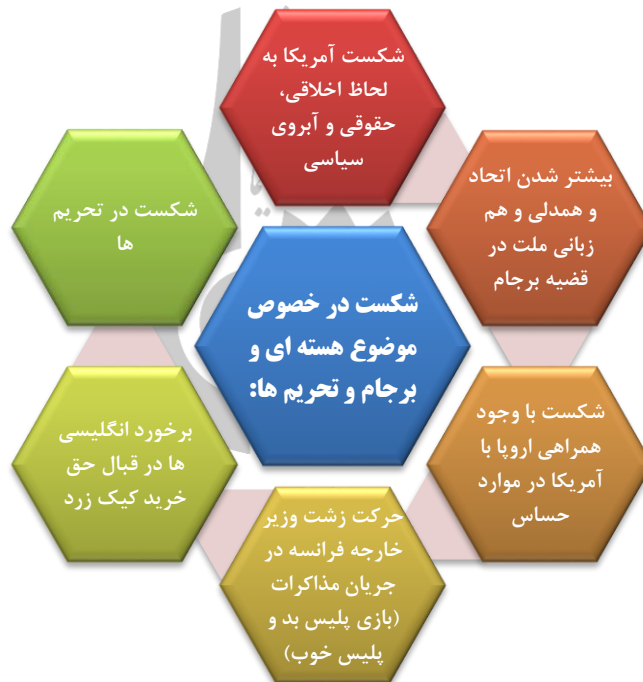 شکست آمریکا به
لحاظ اخلاقی،
حقوقی و آبروی
سیاسی
بیشتر شدن اتحاد
و همدلی و هم
زبانی ملت در
قضیه برجام
شکست با وجود
همراهی اروپا با
آمریکا در موارد
حساس
حرکت زشت وزیر
خارجه فرانسه در
جریان مذاکرات
(بازی پلیس بد و
پلیس خوب)
برخورد انگلیسی
ها در قبال حق
خرید کیک زرد
شکست در تحریم
ها
شکست در خصوص
موضوع هسته ای و
برجام و تحریم ها: